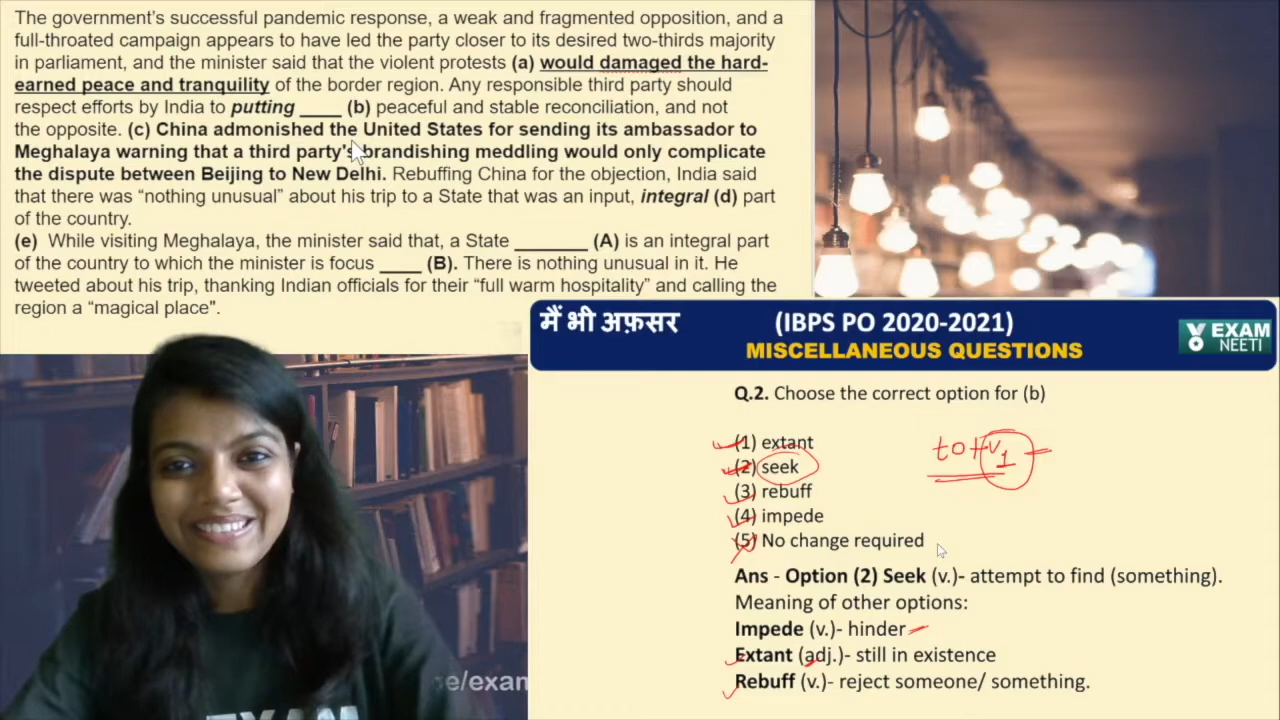 The government's successful pandemic response, a weak and fragmented opposition, and a
full-throated campaign appears to have led the party closer to its desired two-thirds majority
in parliament, and the minister said that the violent protests (a) would damaged the hard-
earned peace and tranquility of the border region. Any responsible third party should
respect efforts by India to putting ____ (b) peaceful and stable reconciliation, and not
the opposite. (c) China admonished the United States for sending its ambassador to
Meghalaya warning that a third party's brandishing meddling would only complicate
the dispute between Beijing to New Delhi. Rebuffing China for the objection, India said
that there was “nothing unusual” about his trip to a State that was an input, integral (d) part
of the country.
(e) While visiting Meghalaya, the minister said that, a State _______ (A) is an integral part
of the country to which the minister is focus ____ (B). There is nothing unusual in it. He
tweeted about his trip, thanking Indian officials for their “full warm hospitality” and calling the
region a “magical place".
मैं भी अफ़सर (IBPS PO 2020-2021)
MISCELLANEOUS QUESTIONS
EXAM
NEETI
Q.2. Choose the correct option for (b)
(1) extant
(2) seek
(3) rebuff
(4) impede
(5) No change required
to+V1
Ans - Option (2) Seek (v.)- attempt to find (something).
Meaning of other options:
Impede (v.)- hinder
Extant (adj.)- still in existence
Rebuff (v.)- reject someone/ something.
e/exam
EXAM